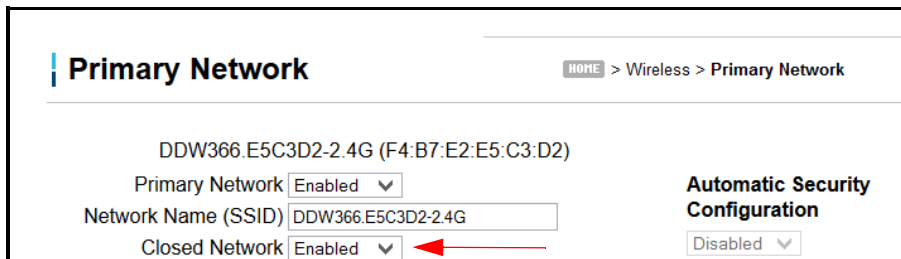 Primary Network
HOME > Wireless > Primary Network
DDW366.E5C3D2-2.4G (F4:B7:E2:E5:C3:D2)
Primary Network Enabled
Network Name (SSID) DDW366.E5C3D2-2.4G
Closed Network Enabled
Automatic Security
Configuration
Disabled